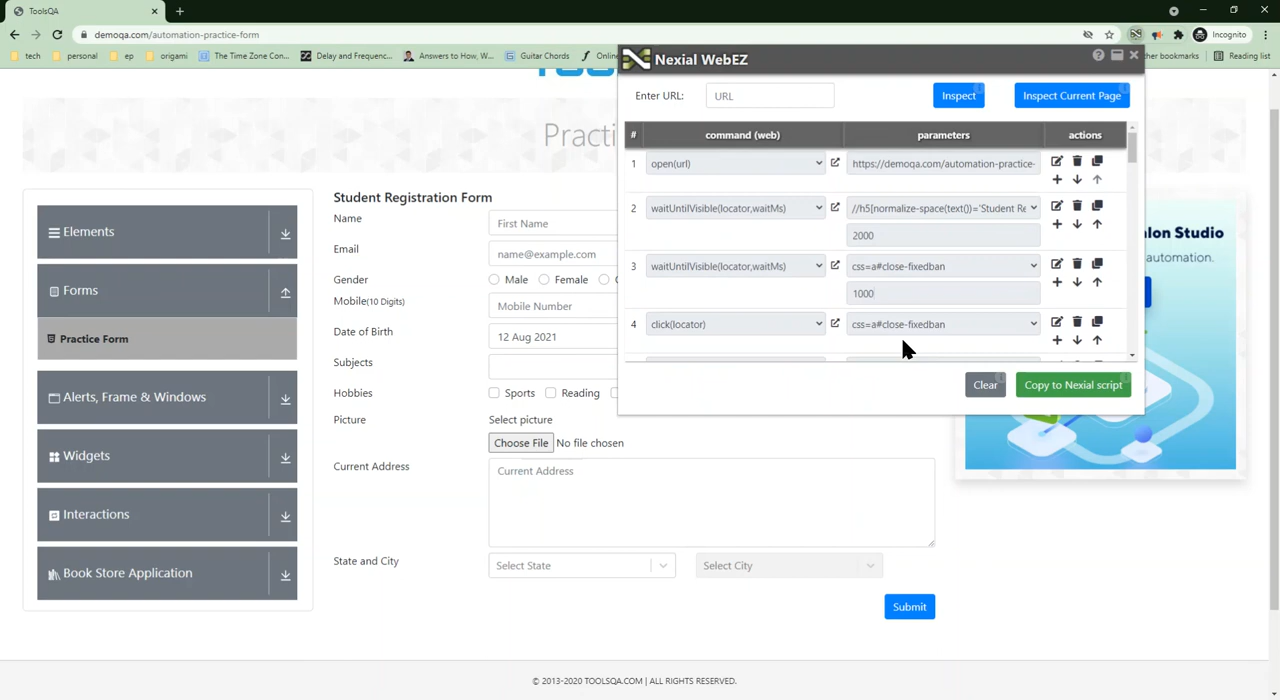 ToolsQA
demoqa.com/automation-practice-form
Incognito
tech
personal
ep
origami
The Time Zone Con...
Delay and Frequenc...
Answers to How, W...
Guitar Chords
Onlin
her bookmarks
Reading list
Nexial WebEZ
Enter URL:
URL
Inspect
Inspect Current Page
# command (web) parameters actions
1 open(url) https://demoqa.com/automation-practice-
2 waitUntilVisible(locator,waitMs) //h5[normalize-space(text())='Student Re
2000
3 waitUntilVisible(locator,waitMs) css=a#close-fixedban
1000
4 click(locator) css=a#close-fixedban
Clear
Copy to Nexial script
Practi
Elements
Forms
Practice Form
Alerts, Frame & Windows
Widgets
Interactions
Book Store Application
Student Registration Form
Name
First Name
Email
name@example.com
Gender
Male
Female
Mobile(10 Digits)
Mobile Number
Date of Birth
12 Aug 2021
Subjects
Hobbies
Sports
Reading
Picture
Select picture
Choose File No file chosen
Current Address
Current Address
State and City
Select State
Select City
Submit
lon Studio
automation.
© 2013-2020 TOOLSQA.COM | ALL RIGHTS RESERVED.